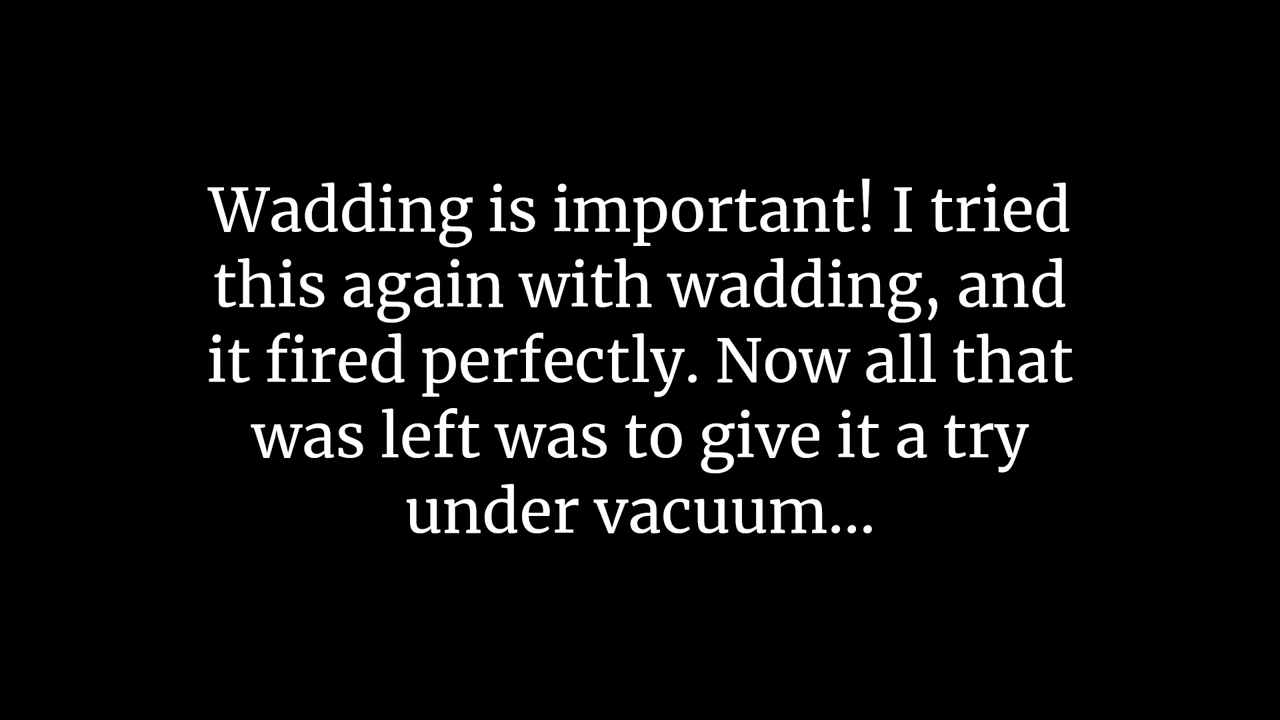 Wadding is important! I tried
this again with wadding, and
it fired perfectly. Now all that
was left was to give it a try
under vacuum...